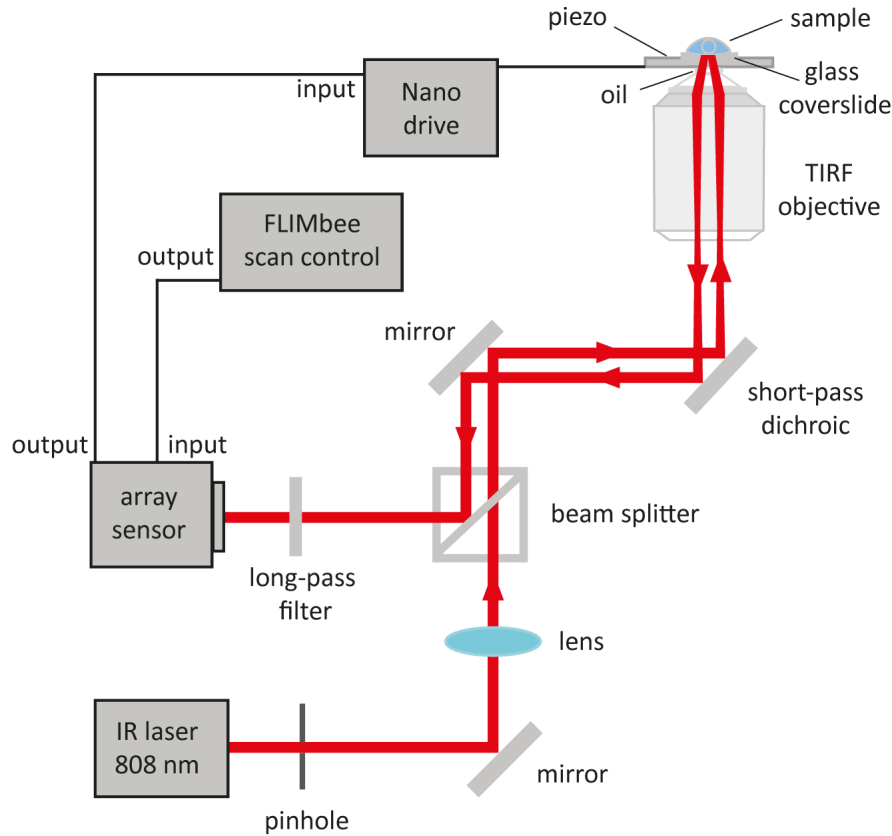 piezo
sample
input
Nano
drive
oil
glass
coverslide
TIRF
objective
FLIMbee
scan control
output
mirror
short-pass
dichroic
output
input
array
sensor
beam splitter
long-pass
filter
lens
IR laser
808 nm
mirror
pinhole